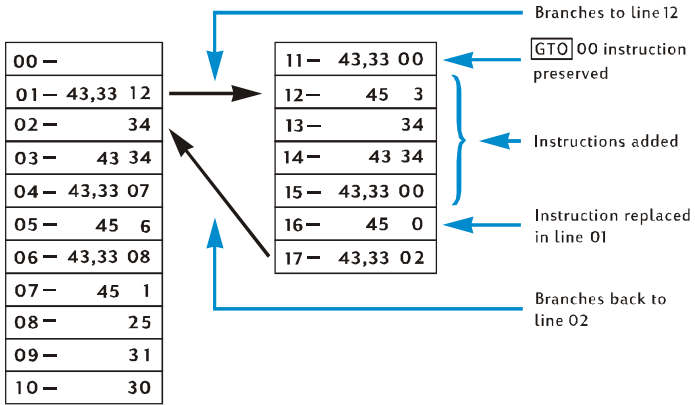 Branches to line 12
00–
01– 43,33 12
02– 34
03– 43 34
04– 43,33 07
05– 45 6
06– 43,33 08
07– 45 1
08– 25
09– 31
10– 30
11– 43,33 00
12– 45 3
13– 34
14– 43 34
15– 43,33 00
16– 45 0
17– 43,33 02
GTO 00 instruction
preserved
Instructions added
Instruction replaced
in line 01
Branches back to
line 02